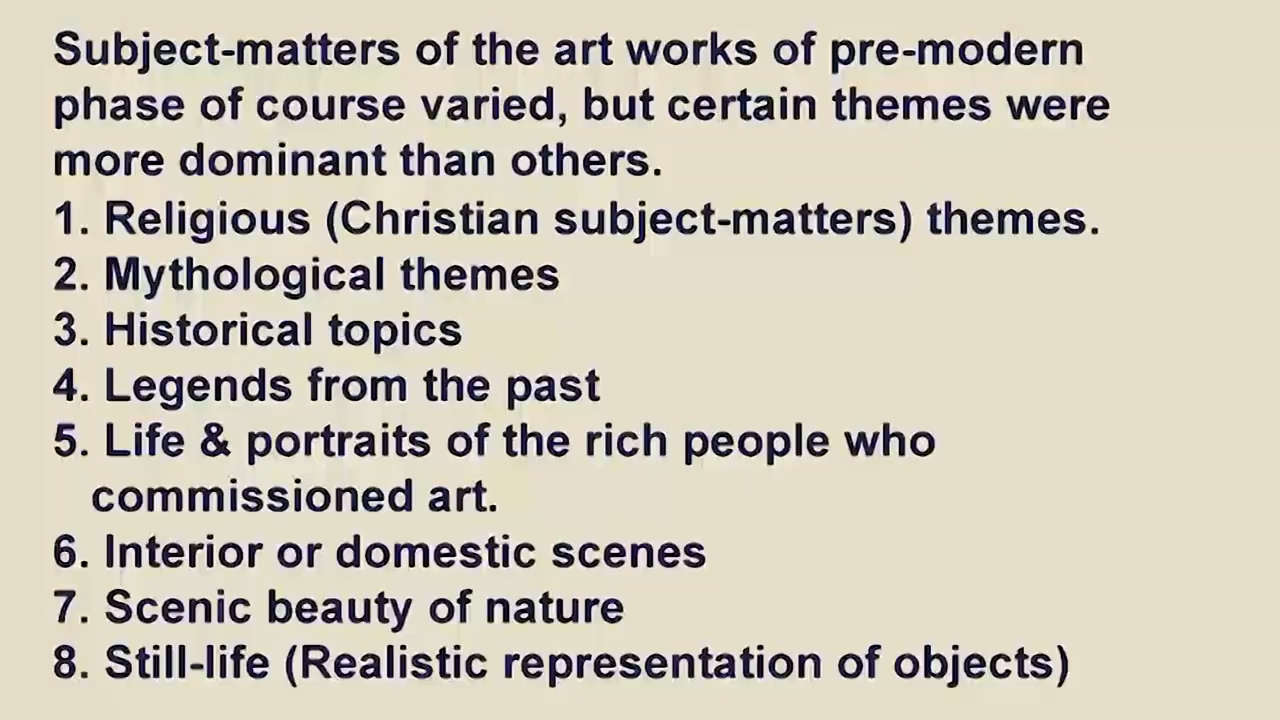 Subject-matters of the art works of pre-modern
phase of course varied, but certain themes were
more dominant than others.
1. Religious (Christian subject-matters) themes.
2. Mythological themes
3. Historical topics
4. Legends from the past
5. Life & portraits of the rich people who
commissioned art.
6. Interior or domestic scenes
7. Scenic beauty of nature
8. Still-life (Realistic representation of objects)